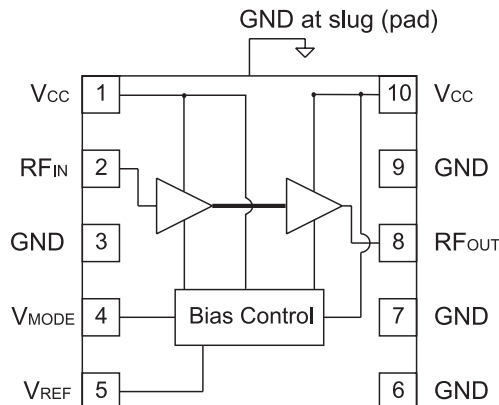 GND at slug (pad)
VCC 1 10 VCC
RFIN 2 9 GND
GND 3 8 RFOUT
VMODE 4 Bias Control 7 GND
VREF 5 6 GND